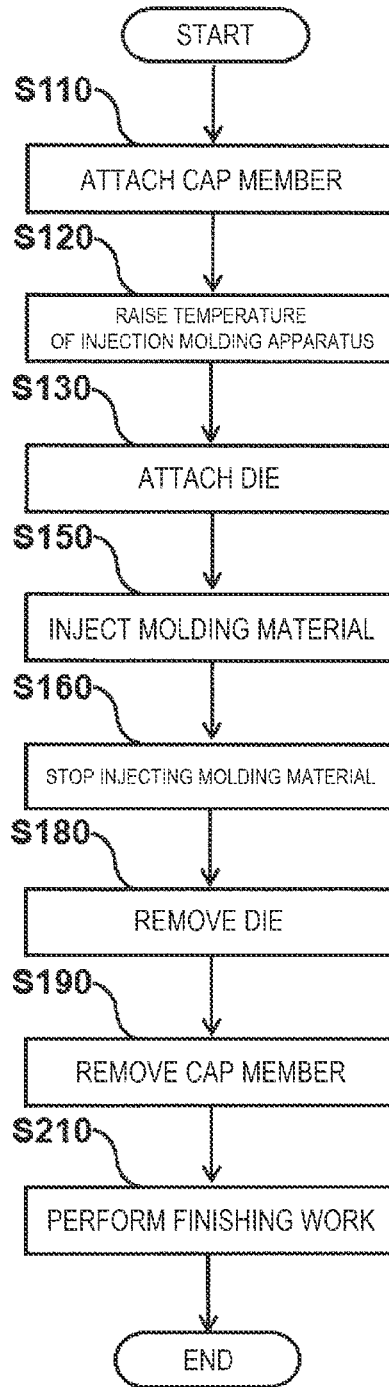 START
S110
ATTACH CAP MEMBER
S120
RAISE TEMPERATURE
OF INJECTION MOLDING APPARATUS
S130
ATTACH DIE
S150
INJECT MOLDING MATERIAL
S160
STOP INJECTING MOLDING MATERIAL
S180
REMOVE DIE
S190
REMOVE CAP MEMBER
S210
PERFORM FINISHING WORK
END